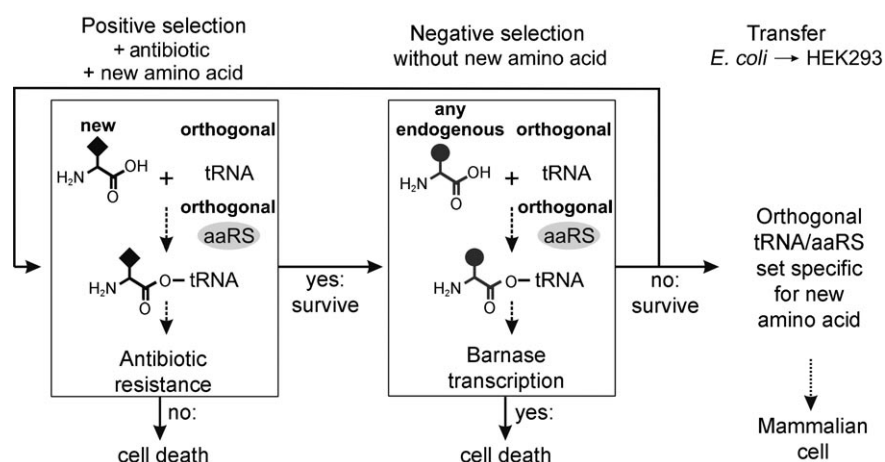 Positive selection
+ antibiotic
+ new amino acid
Negative selection
without new amino acid
Transfer
E. coli → HEK293
new
orthogonal
H₂N
OH
O
+
tRNA
orthogonal
aaRS
H₂N
O
O
tRNA
Antibiotic
resistance
no:
cell death
yes:
survive
any
endogenous
orthogonal
H₂N
OH
O
+
tRNA
orthogonal
aaRS
H₂N
O
O
tRNA
Barnase
transcription
yes:
cell death
no:
survive
Orthogonal
tRNA/aaRS
set specific
for new
amino acid
Mammalian
cell